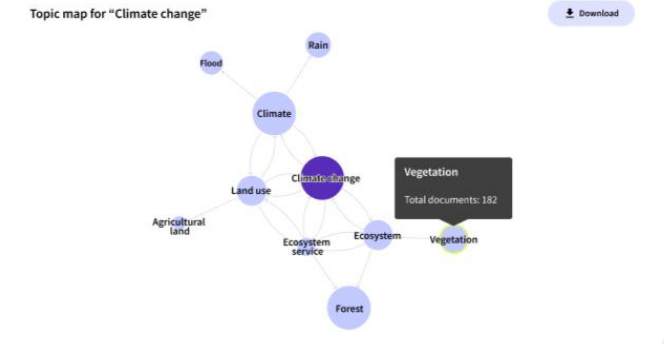 Topic map for “Climate change”
Download
Rain
Flood
Climate
Climate change
Vegetation
Total documents: 182
Land use
Agricultural
land
Ecosystem
service
Ecosystem
Vegetation
Forest